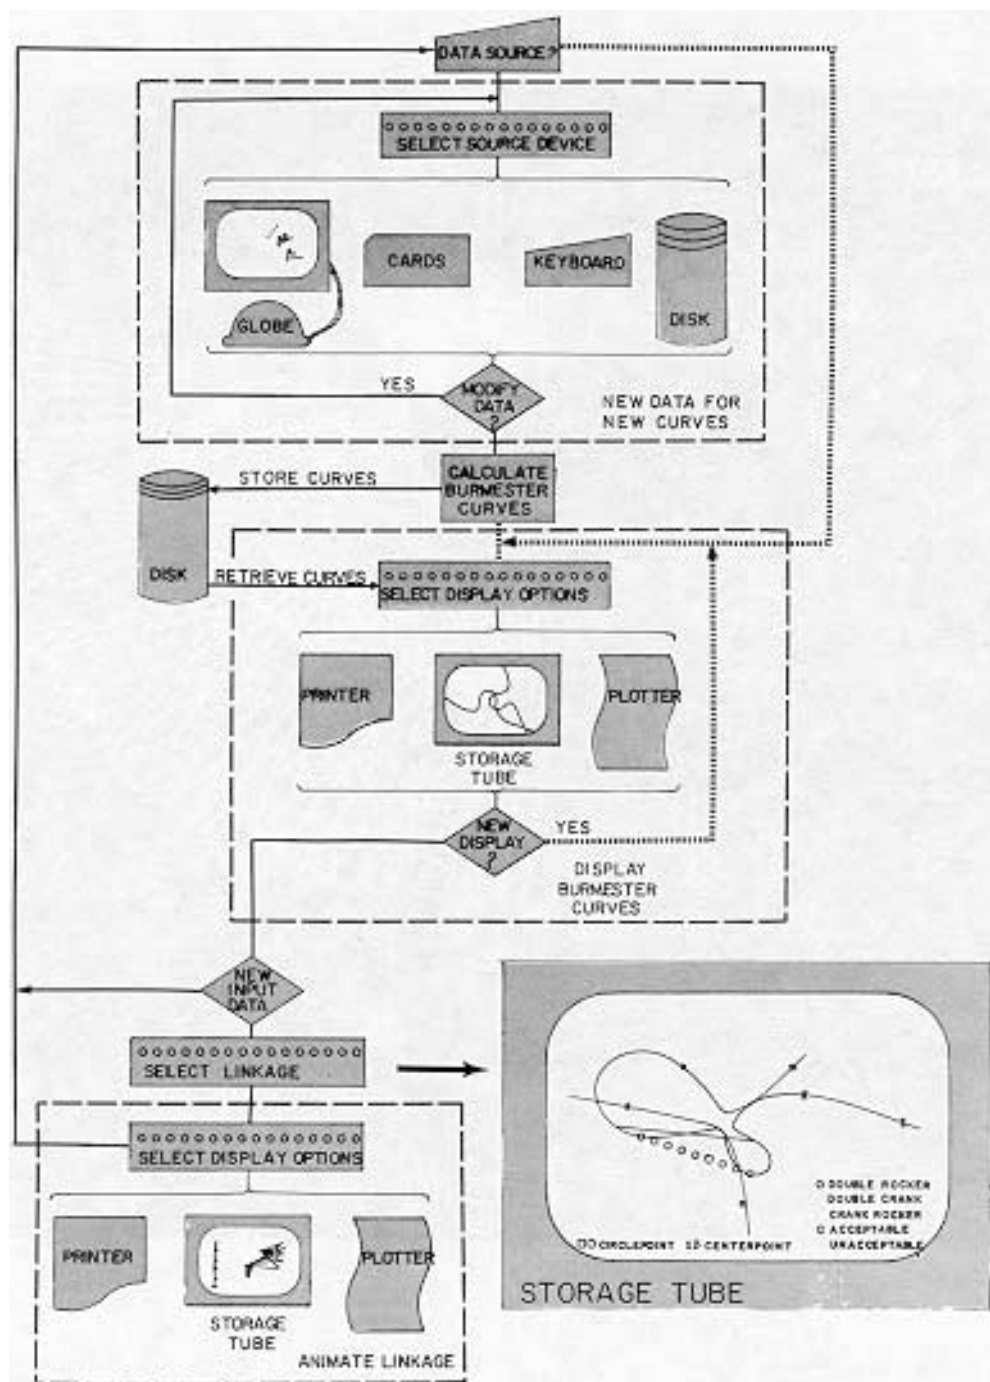 DATA SOURCE?
SELECT SOURCE DEVICE
GLOBE
CARDS
KEYBOARD
DISK
YES
MODIFY
DATA
?
NEW DATA FOR
NEW CURVES
STORE CURVES
CALCULATE
BURMESTER
CURVES
DISK
RETRIEVE CURVES
SELECT DISPLAY OPTIONS
PRINTER
STORAGE
TUBE
PLOTTER
NEW
DISPLAY
?
YES
DISPLAY
BURMESTER
CURVES
NEW
INPUT
DATA
SELECT LINKAGE
SELECT DISPLAY OPTIONS
PRINTER
STORAGE
TUBE
PLOTTER
ANIMATE LINKAGE
DOUBLE ROCKER
DOUBLE CRANK
CRANK ROCKER
ACCEPTABLE
UNACCEPTABLE
CIRCLEPOINT
CENTERPOINT
STORAGE TUBE